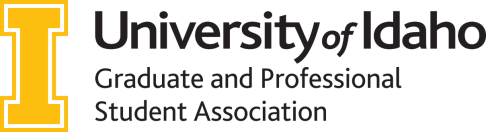 University of Idaho
Graduate and Professional
Student Association